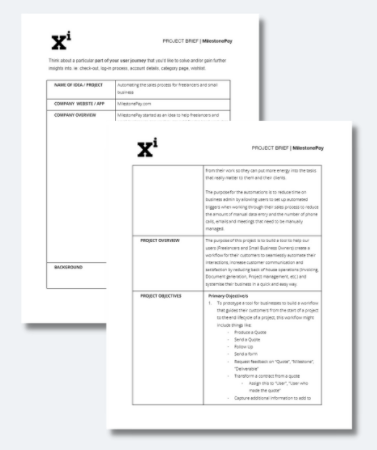 Xi
PROJECT BRIEF | MilestonePay
Think about a particular part of your user journey that you'd like to solve and/or gain further
insights into. ie: check-out, log-in process, account details, category page, wishlist
NAME OF IDEA / PROJECT
Automating the sales process for freelancers and small
business.
COMPANY WEBSITE / APP
MilestonePay.com
COMPANY OVERVIEW
MilestonePay started as an idea to help freelancers and
BACKGROUND
Xi
PROJECT BRIEF | MilestonePay
from their work so they can put more energy into the tasks
that really matter to them and their clients.
The purpose for the automations is to reduce time on
business admin by allowing users to set up automated
triggers when working through their sales process to reduce
the amount of manual data entry and the number of phone
calls, emails and meetings that need to be manually
managed.
PROJECT OVERVIEW
The purpose of this project is to build a tool to help our
users (Freelancers and Small Business Owners) create a
workflow for their customers to seamlessly automate their
interactions, increase customer communication and
satisfaction by reducing back of house operations (Invoicing,
Document generation, Project management, etc.) and
systemise their business in a quick and easy way.
PROJECT OBJECTIVES
Primary Objectives
1. To prototype a tool for businesses to build a workflow
that guides their customers from the start of a project
to the end lifecycle of a project, this workflow might
include things like:
- Produce a Quote
- Send a Quote
- Follow Up
- Send a form
- Request feedback on "Quote", "Milestone",
"Deliverable"
- Transform a contract from a quote
- Assign this to "User", "User who
made the quote"
- Capture additional information to add to